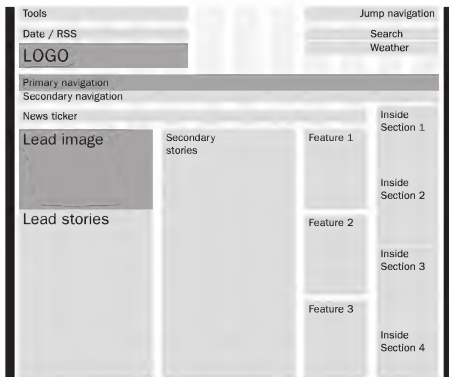 Tools
Jump navigation
Date / RSS
Search
LOGO
Weather
Primary navigation
Secondary navigation
News ticker
Inside
Section 1
Lead image
Secondary
stories
Feature 1
Inside
Section 2
Lead stories
Feature 2
Inside
Section 3
Feature 3
Inside
Section 4